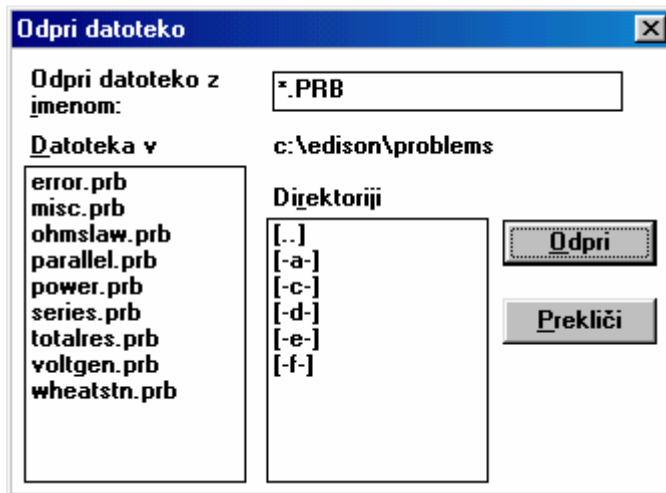 Odpri datoteko
Odpri datoteko z
imenom:
*.PRB
Datoteka v
c:\edison\problems
error.prb
misc.prb
ohmslaw.prb
parallel.prb
power.prb
series.prb
totalres.prb
voltgen.prb
wheatstn.prb
Direktoriji
[..]
[-a-]
[-c-]
[-d-]
[-e-]
[-f-]
Odpri
Prekliči